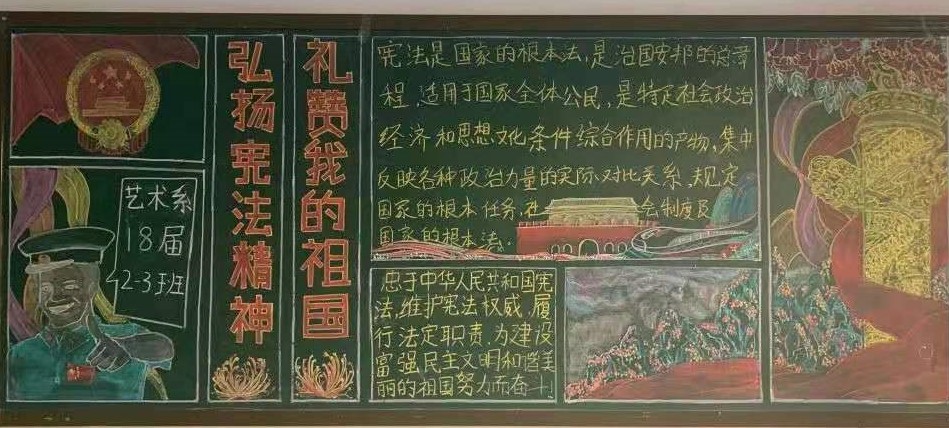 艺术系
18届
2-3班
弘扬宪法精神
礼赞我的祖国
宪法是国家的根本法,是治国安邦的总章
程,适用于国家全体公民,是特定社会政治
经济和思想文化条件综合作用的产物,集中
反映各种政治力量的实际对比关系,规定
国家的根本任务,社 会制度及
国家的根本法.
忠于中华人民共和国宪
法,维护宪法权威,履
行法定职责,为建设
富强民主文明和谐美
丽的祖国努力而奋斗!